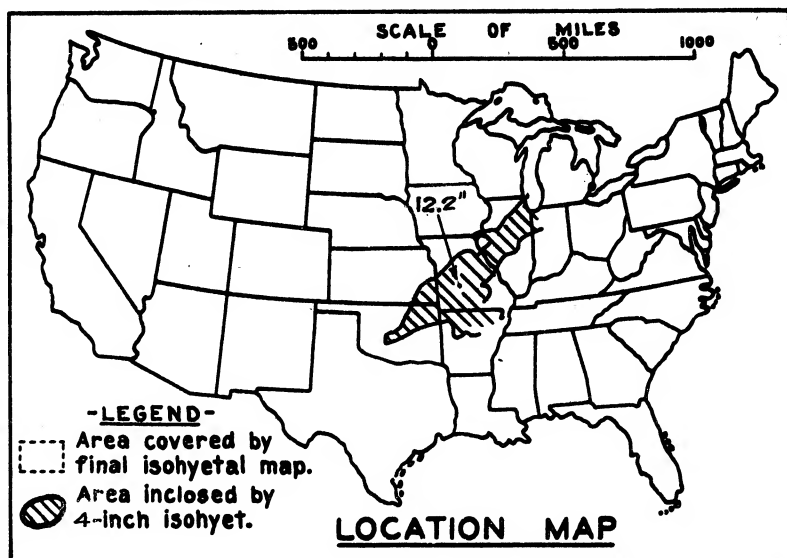 SCALE OF MILES
500 0 500 1000
12.2"
-LEGEND-
Area covered by
final isohyetal map.
Area inclosed by
4-inch isohyet.
LOCATION MAP